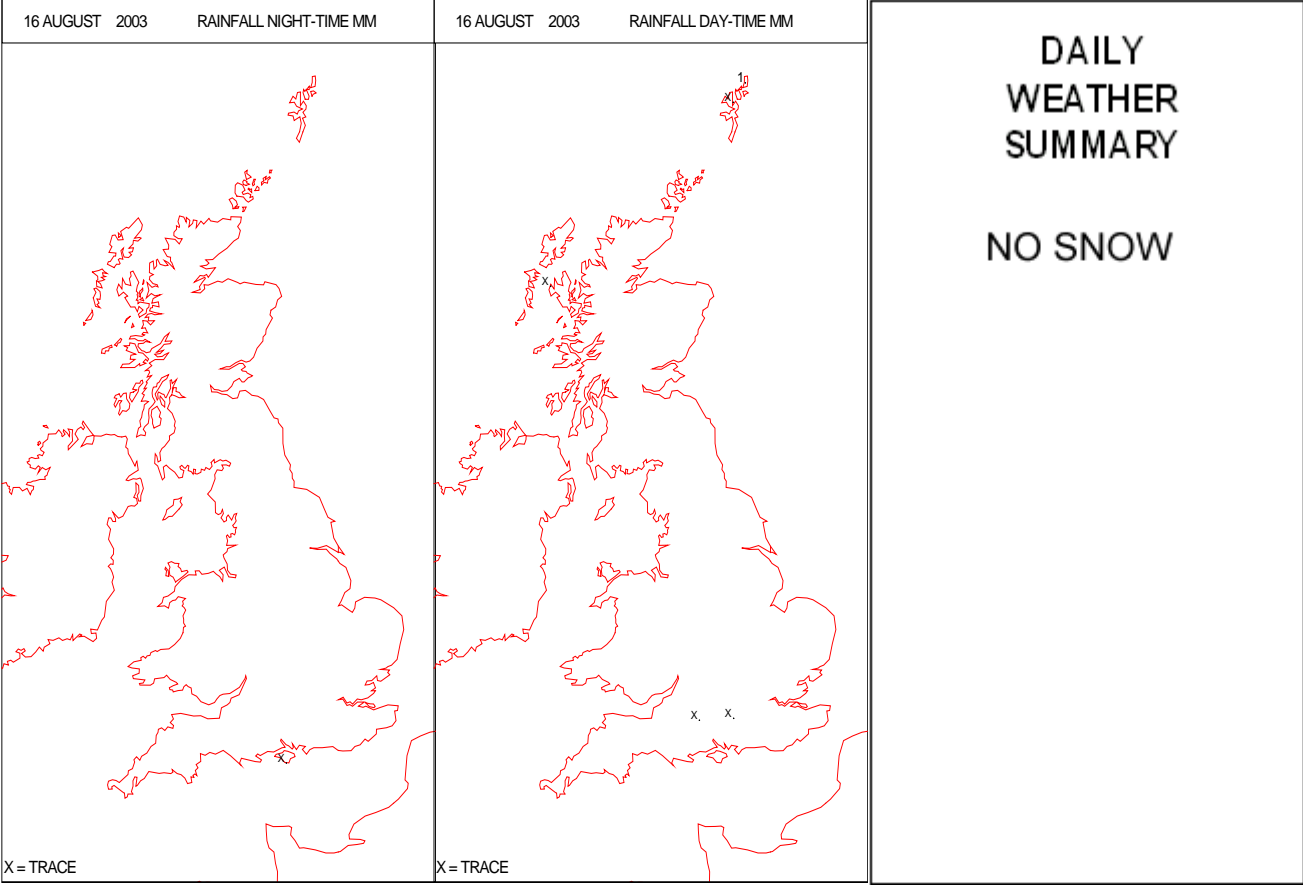 16 AUGUST 2003 RAINFALL NIGHT-TIME MM
X.
X = TRACE
16 AUGUST 2003 RAINFALL DAY-TIME MM
1.
X.
X.
X. X.
X = TRACE
DAILY
WEATHER
SUMMARY
NO SNOW